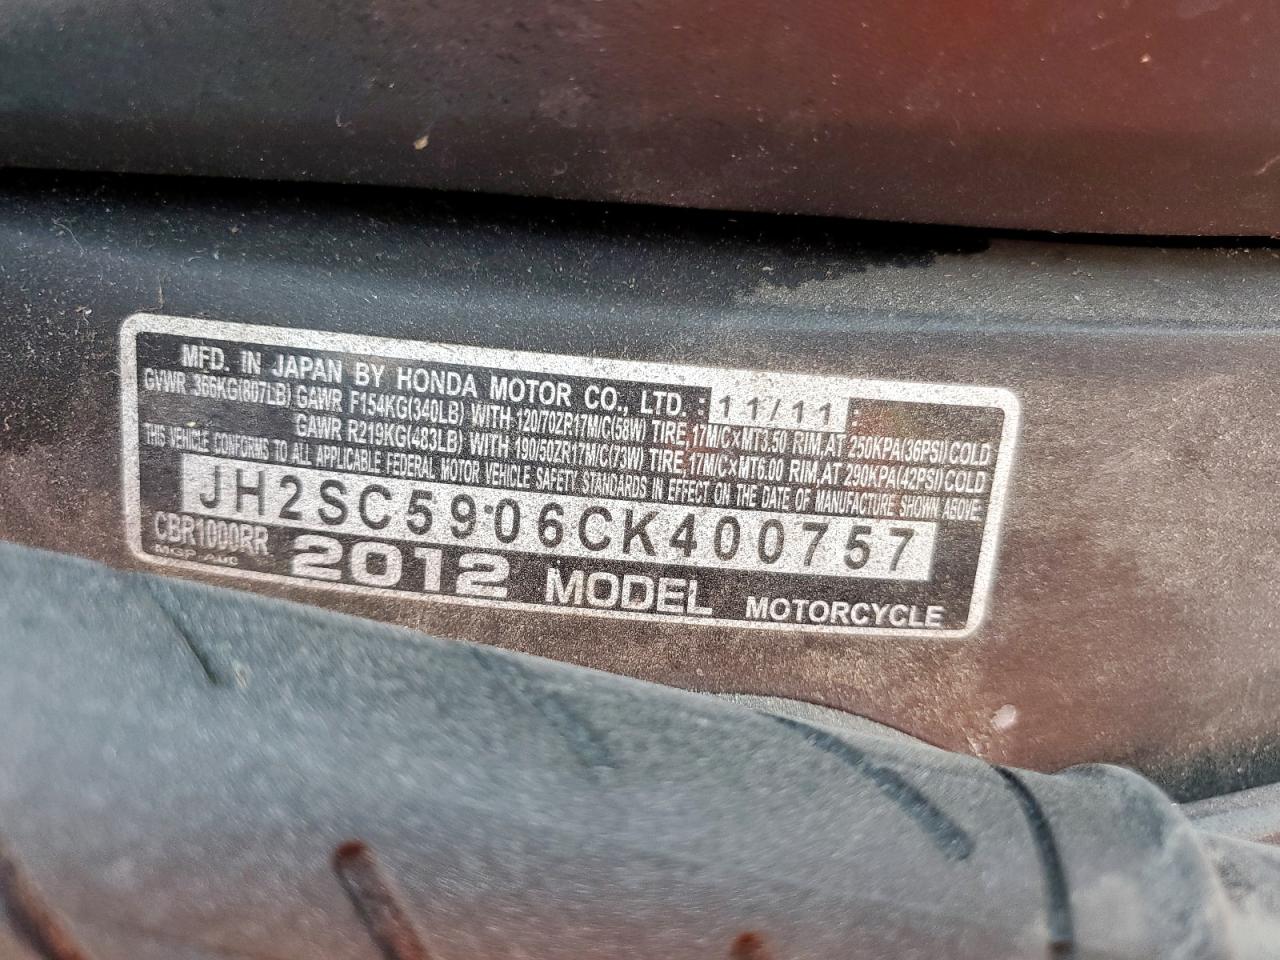 MFD. IN JAPAN BY HONDA MOTOR CO., LTD. : 11/11 :
GVWR 366KG(807LB) GAWR F154KG(340LB) WITH 120/70ZR17M/C(58W) TIRE, 17M/C×MT3.50 RIM, AT 250KPA(36PSI) COLD
GAWR R219KG(483LB) WITH 190/50ZR17M/C(73W) TIRE, 17M/C×MT6.00 RIM, AT 290KPA(42PSI) COLD
THIS VEHICLE CONFORMS TO ALL APPLICABLE FEDERAL MOTOR VEHICLE SAFETY STANDARDS IN EFFECT ON THE DATE OF MANUFACTURE SHOWN ABOVE.
JH2SC5906CK400757
CBR1000RR 2012 MODEL MOTORCYCLE